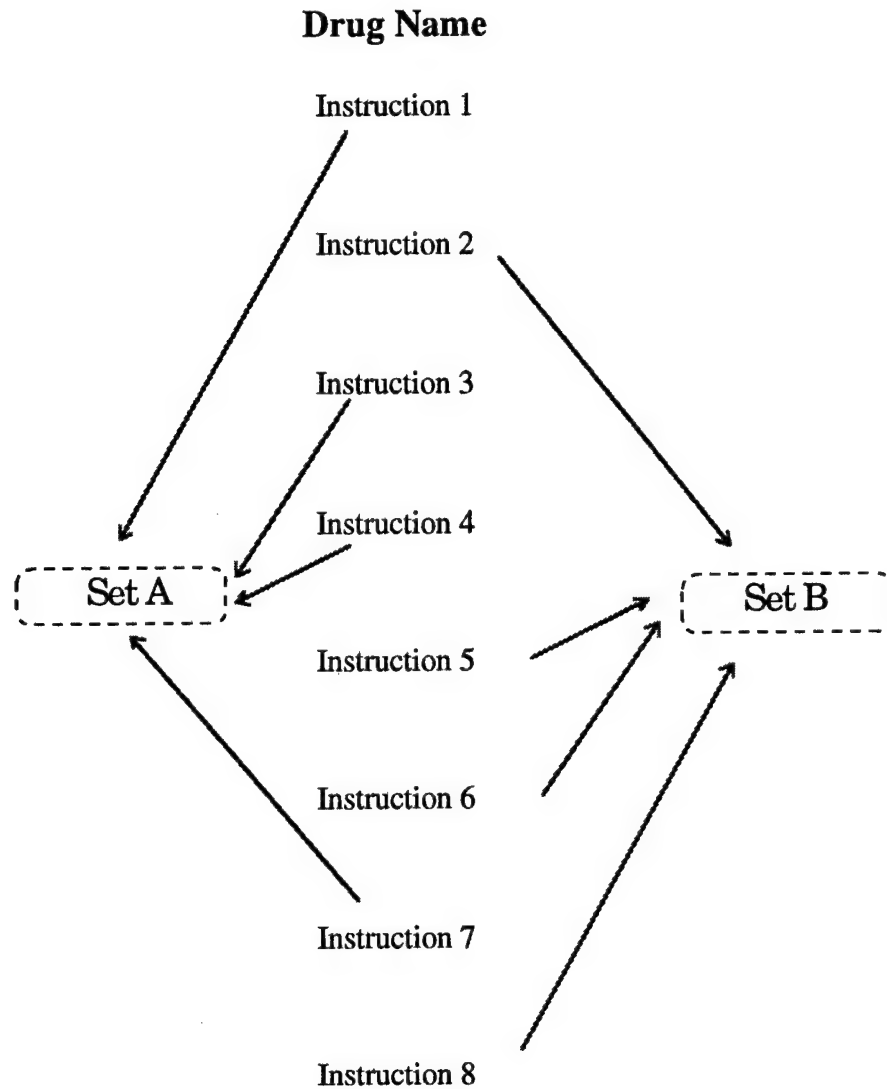 Drug Name
Instruction 1
Instruction 2
Instruction 3
Instruction 4
Set A
Set B
Instruction 5
Instruction 6
Instruction 7
Instruction 8